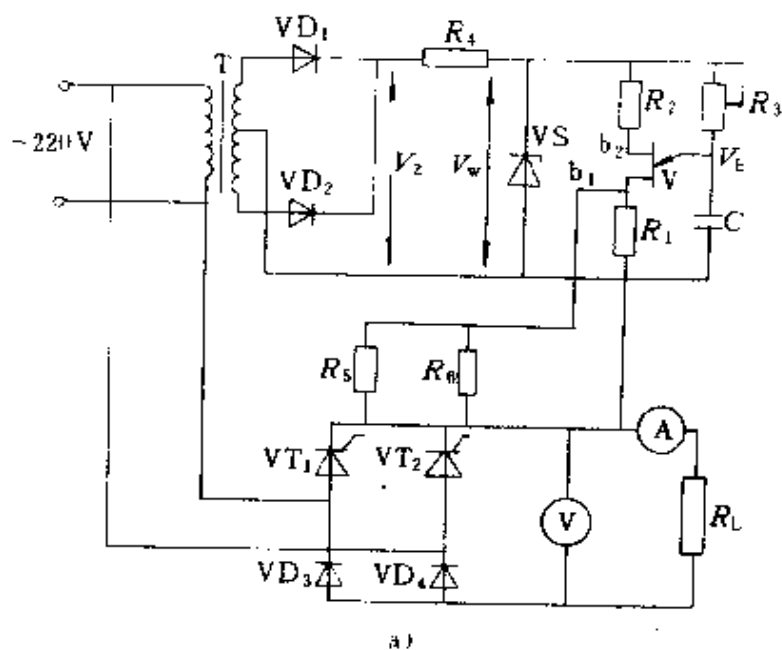 VD₁
R₄
T
R₂
R₃
b₂
~220V
VS
V₂
V_w
VD₂
b₁
V
V_E
R₁
C
R₅
R₆
A
VT₁
VT₂
V
R_L
VD₃
VD₄
a)